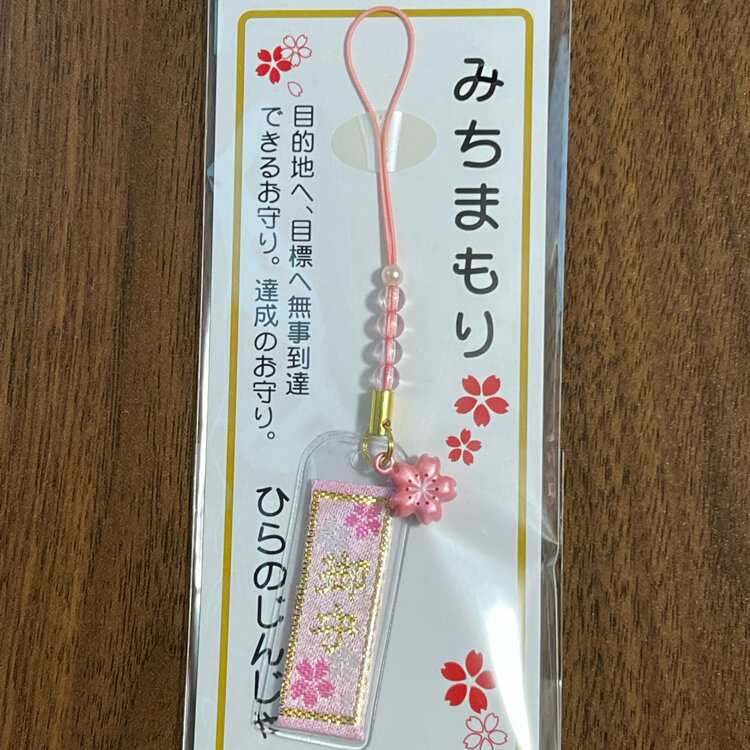 みちまもり
目的地へ、目標へ無事到達
できるお守り。達成のお守り。
ひらのじんじゃ
御守